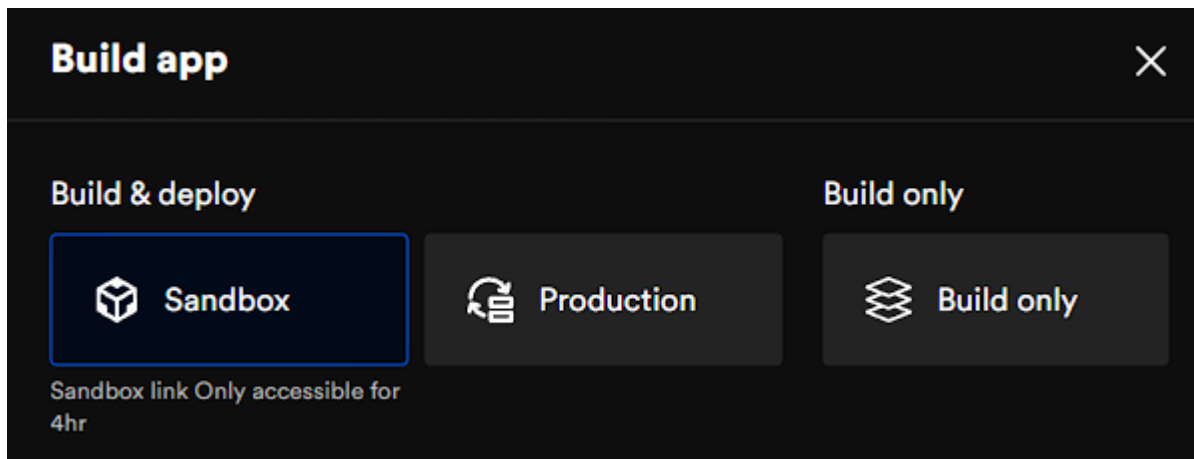 Build app
Build & deploy
Build only
Sandbox
Production
Build only
Sandbox link Only accessible for
4hr